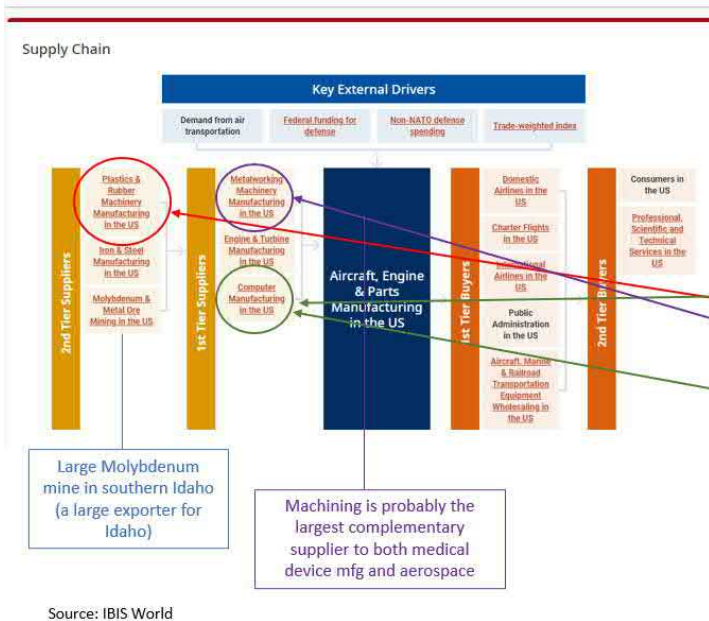 Supply Chain
Key External Drivers
Demand from air
transportation
Federal funding for
defense
Non-NATO defense
spending
Trade-weighted index
2nd Tier Suppliers
Plastics &
Rubber
Machinery
Manufacturing
in the US
Iron & Steel
Manufacturing
in the US
Molybdenum &
Metal Ore
Mining in the US
1st Tier Suppliers
Metalworking
Machinery
Manufacturing
in the US
Engine & Turbine
Manufacturing
in the US
Computer
Manufacturing
in the US
Aircraft, Engine
& Parts
Manufacturing
in the US
1st Tier Buyers
Domestic
Airlines in the
US
Charter Flights
in the US
Airlines in the
US
Public
Administration
in the US
Aircraft, Marine
& Railroad
Transportation
Equipment
Wholesaling in
the US
2nd Tier Buyers
Consumers in
the US
Professional,
Scientific and
Technical
Services in the
US
Large Molybdenum
mine in southern Idaho
(a large exporter for
Idaho)
Machining is probably the
largest complementary
supplier to both medical
device mfg and aerospace
Source: IBIS World